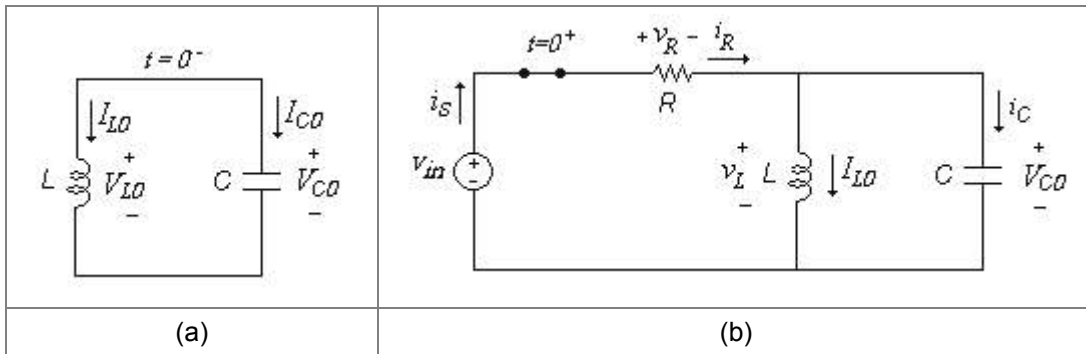 t = 0⁻
I_L0
I_C0
L
+
V_L0
−
C
+
V_C0
−
(a)
t=0⁺
+ v_R −
i_R
R
i_S
v_in
+
-
v_L
+
−
L
I_L0
i_C
C
+
V_C0
−
(b)